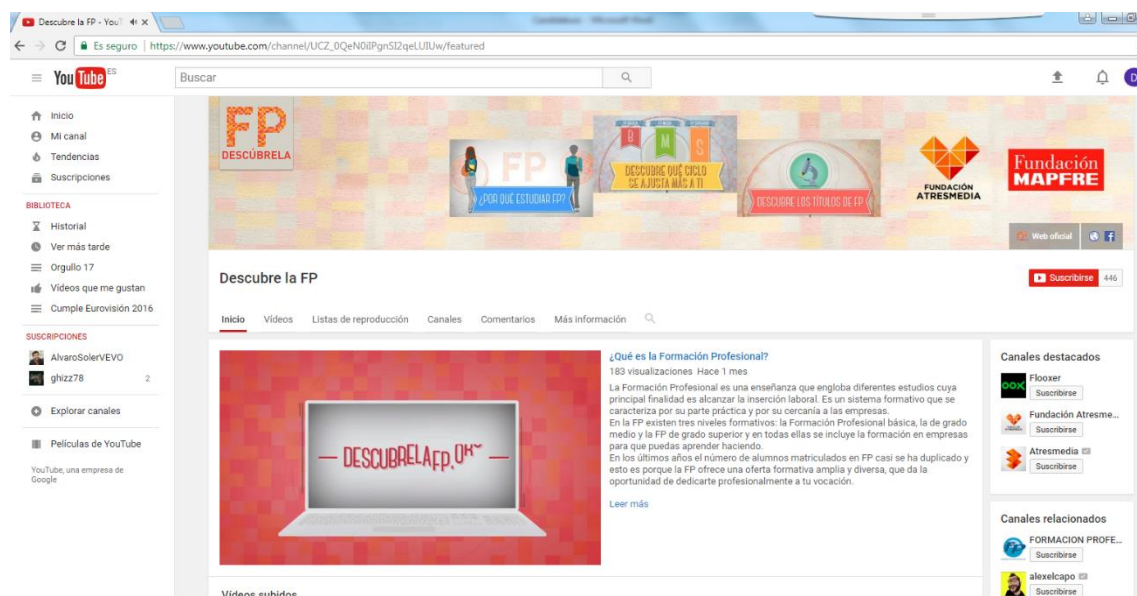 Descubre la FP - You
Es seguro
https://www.youtube.com/channel/UCZ_0QeN0iIPgnSI2qeLUIUw/featured
YouTube ES
Buscar
D
Inicio
Mi canal
Tendencias
Suscripciones
BIBLIOTECA
Historial
Ver más tarde
Orgullo 17
Vídeos que me gustan
Cumple Eurovisión 2016
SUSCRIPCIONES
AlvaroSolerVEVO
ghizz78 2
Explorar canales
Películas de YouTube
YouTube, una empresa de
Google
FP
DESCÚBRELA
FP
¿POR QUÉ ESTUDIAR FP?
B M S
DESCUBRE QUÉ CICLO
SE AJUSTA MÁS A TI
DESCUBRE LOS TÍTULOS DE FP
FUNDACIÓN
ATRESMEDIA
Fundación
MAPFRE
Web oficial
Descubre la FP
Suscribirse 446
Inicio Vídeos Listas de reproducción Canales Comentarios Más información
DESCUBRELAFP.
¿Qué es la Formación Profesional?
183 visualizaciones Hace 1 mes
La Formación Profesional es una enseñanza que engloba diferentes estudios cuya
principal finalidad es alcanzar la inserción laboral. Es un sistema formativo que se
caracteriza por su parte práctica y por su cercanía a las empresas.
En la FP existen tres niveles formativos: la Formación Profesional básica, la de grado
medio y la FP de grado superior y en todas ellas se incluye la formación en empresas
para que puedas aprender haciendo.
En los últimos años el número de alumnos matriculados en FP casi se ha duplicado y
esto es porque la FP ofrece una oferta formativa amplia y diversa, que da la
oportunidad de dedicarte profesionalmente a tu vocación.
Leer más
Vídeos subidos
Canales destacados
Flooxer
Suscribirse
Fundación Atresme...
Suscribirse
Atresmedia
Suscribirse
Canales relacionados
FORMACION PROFE...
Suscribirse
alexelcapo
Suscribirse